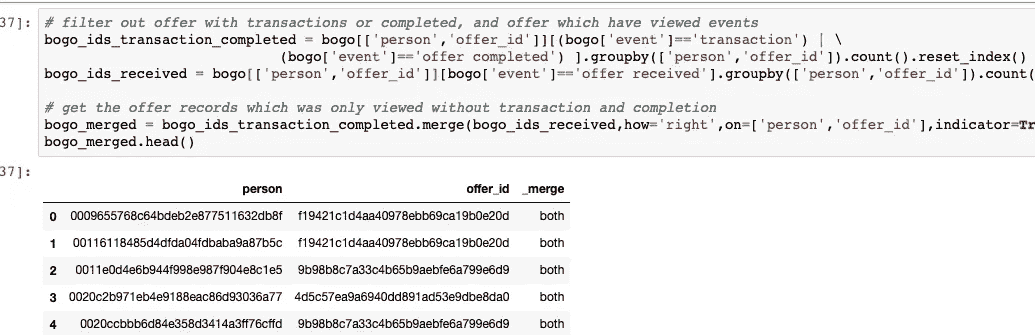 37]: # filter out offer with transactions or completed, and offer which have viewed events
bogo_ids_transaction_completed = bogo[['person','offer_id']][(bogo['event']=='transaction') | \
(bogo['event']=='offer completed') ].groupby(['person','offer_id']).count().reset_index()
bogo_ids_received = bogo[['person','offer_id']][bogo['event']=='offer received'].groupby(['person','offer_id']).count(
# get the offer records which was only viewed without transaction and completion
bogo_merged = bogo_ids_transaction_completed.merge(bogo_ids_received,how='right',on=['person','offer_id'],indicator=Tr
bogo_merged.head()
37]:
person offer_id _merge
0 0009655768c64bdeb2e877511632db8f f19421c1d4aa40978ebb69ca19b0e20d both
1 00116118485d4dfda04fdbaba9a87b5c f19421c1d4aa40978ebb69ca19b0e20d both
2 0011e0d4e6b944f998e987f904e8c1e5 9b98b8c7a33c4b65b9aebfe6a799e6d9 both
3 0020c2b971eb4e9188eac86d93036a77 4d5c57ea9a6940dd891ad53e9dbe8da0 both
4 0020ccbbb6d84e358d3414a3ff76cffd 9b98b8c7a33c4b65b9aebfe6a799e6d9 both